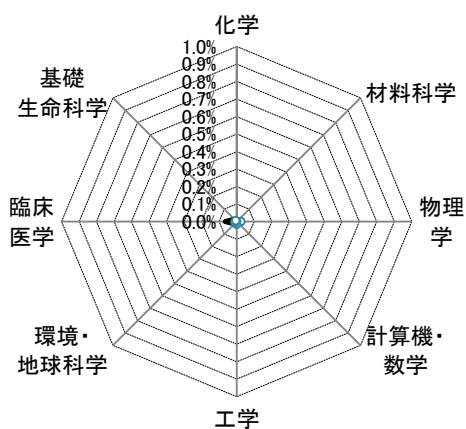 化学
1.0%
0.9%
0.8%
0.7%
0.6%
0.5%
0.4%
0.3%
0.2%
0.1%
0.0%
材料科学
物理
学
計算機・
数学
工学
環境・
地球科学
臨床
医学
基礎
生命科学